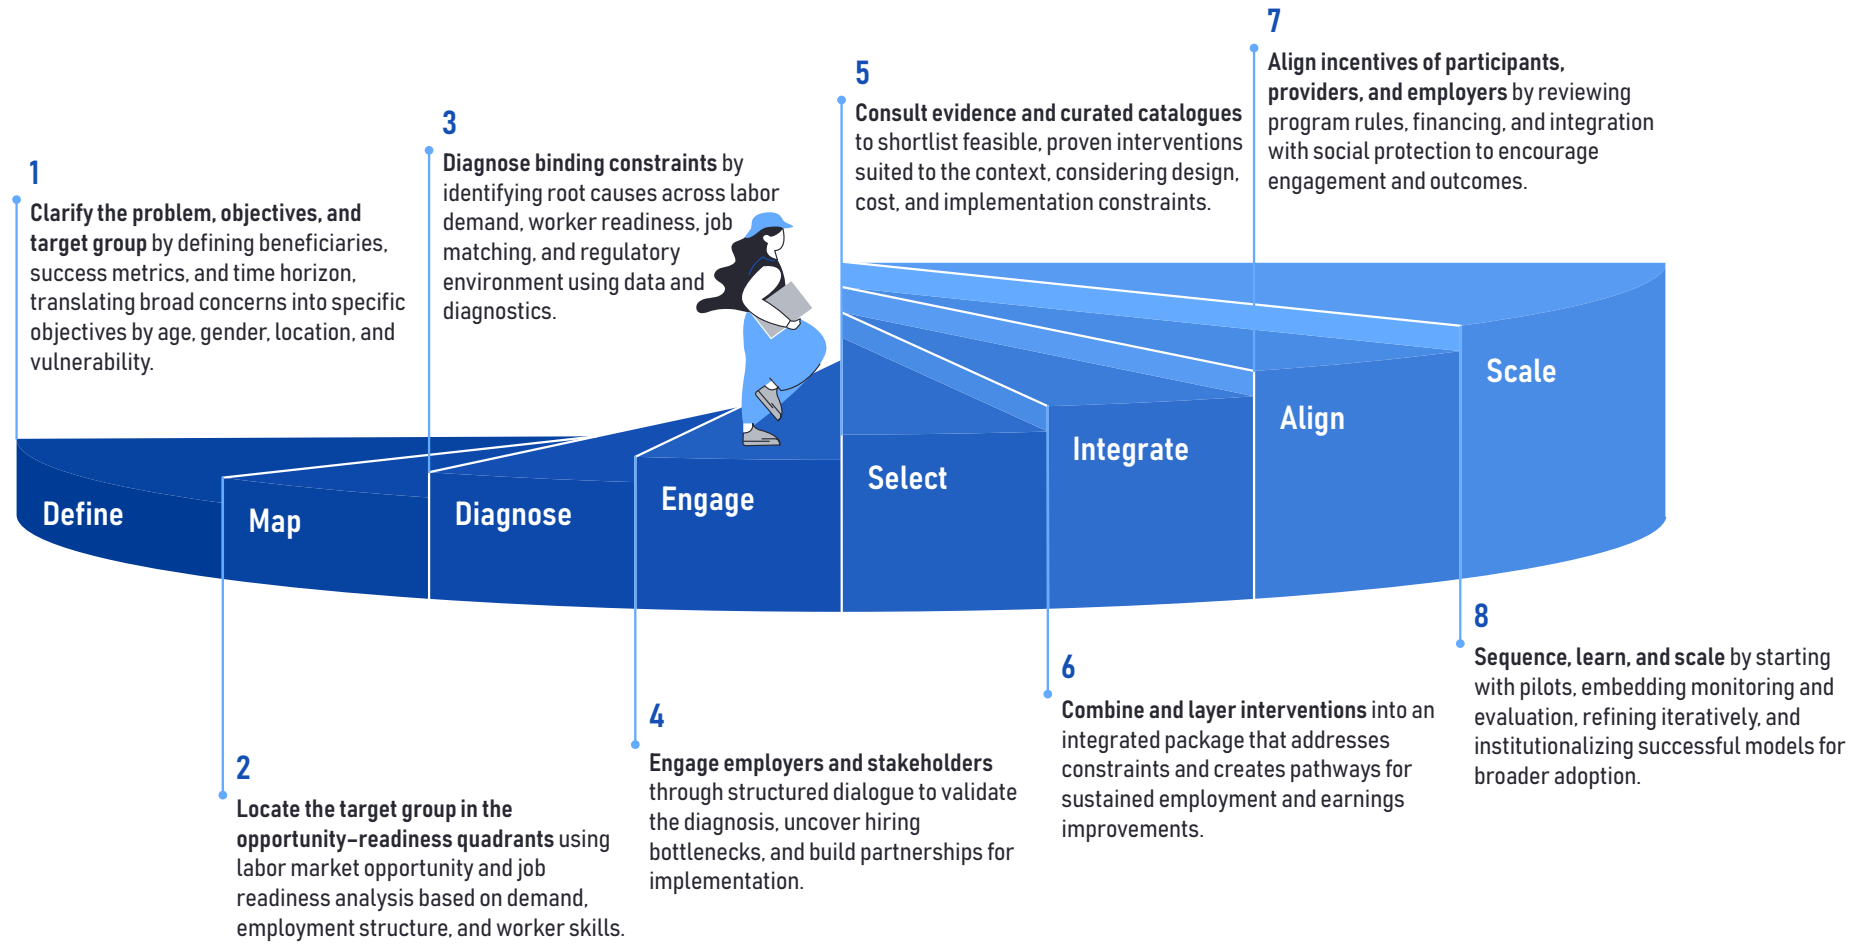 1
Clarify the problem, objectives, and
target group by defining beneficiaries,
success metrics, and time horizon,
translating broad concerns into specific
objectives by age, gender, location, and
vulnerability.
Define
2
Locate the target group in the
opportunity–readiness quadrants using
labor market opportunity and job
readiness analysis based on demand,
employment structure, and worker skills.
Map
3
Diagnose binding constraints by
identifying root causes across labor
demand, worker readiness, job
matching, and regulatory
environment using data and
diagnostics.
Diagnose
4
Engage employers and stakeholders
through structured dialogue to validate
the diagnosis, uncover hiring
bottlenecks, and build partnerships for
implementation.
Engage
5
Consult evidence and curated catalogues
to shortlist feasible, proven interventions
suited to the context, considering design,
cost, and implementation constraints.
Select
6
Combine and layer interventions into an
integrated package that addresses
constraints and creates pathways for
sustained employment and earnings
improvements.
Integrate
7
Align incentives of participants,
providers, and employers by reviewing
program rules, financing, and integration
with social protection to encourage
engagement and outcomes.
Align
8
Sequence, learn, and scale by starting
with pilots, embedding monitoring and
evaluation, refining iteratively, and
institutionalizing successful models for
broader adoption.
Scale